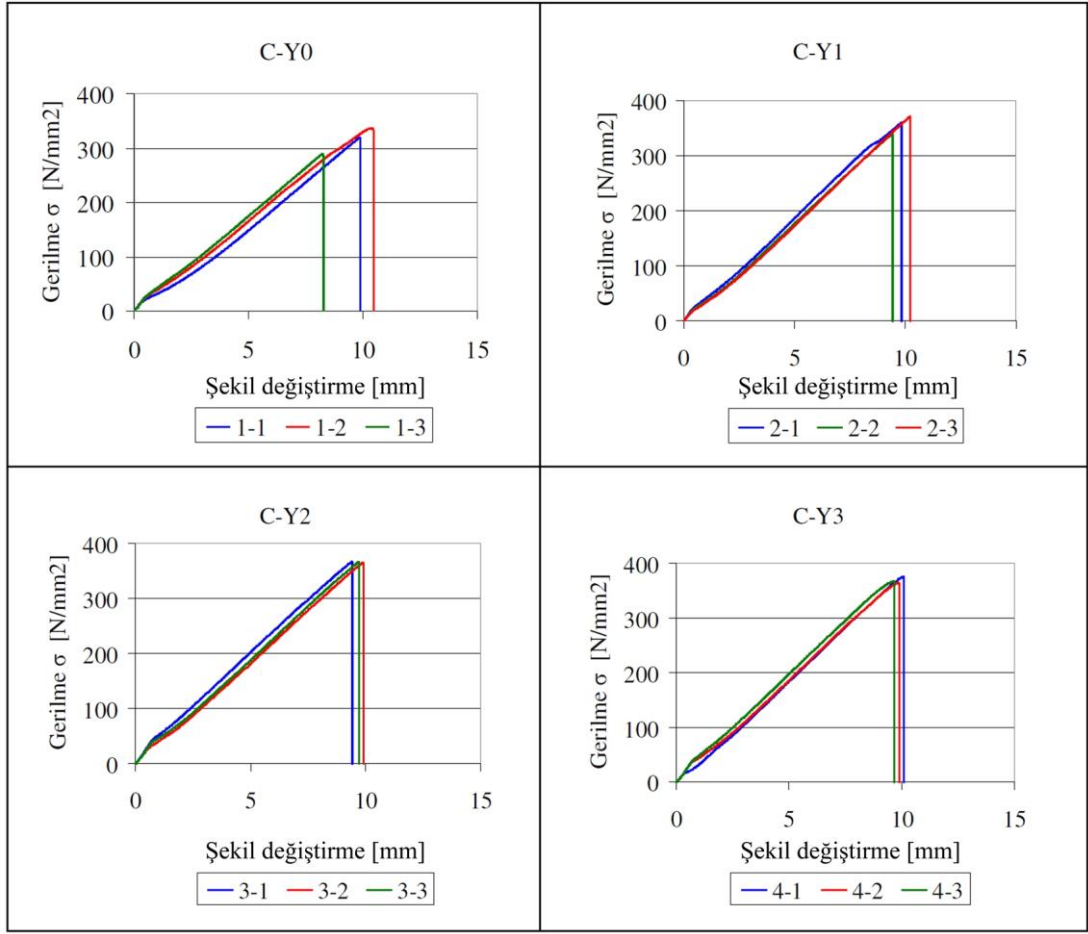 C-Y0
Gerilme σ [N/mm2]
400
300
200
100
0
0 5 10 15
Şekil değiştirme [mm]
1-1 1-2 1-3
C-Y1
Gerilme σ [N/mm2]
400
300
200
100
0
0 5 10 15
Şekil değiştirme [mm]
2-1 2-2 2-3
C-Y2
Gerilme σ [N/mm2]
400
300
200
100
0
0 5 10 15
Şekil değiştirme [mm]
3-1 3-2 3-3
C-Y3
Gerilme σ [N/mm2]
400
300
200
100
0
0 5 10 15
Şekil değiştirme [mm]
4-1 4-2 4-3